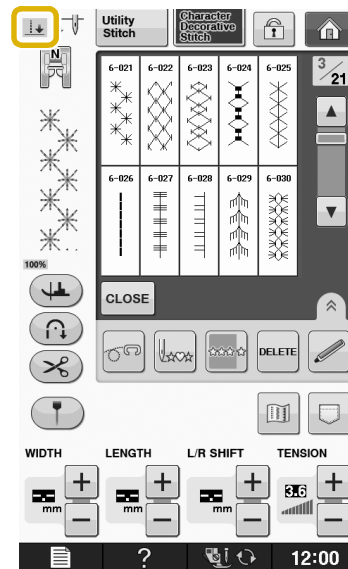 Utility
Stitch
Character
Decorative
Stitch
N
3/21
6-021 6-022 6-023 6-024 6-025
6-026 6-027 6-028 6-029 6-030
100%
CLOSE
DELETE
WIDTH LENGTH L/R SHIFT TENSION
mm mm mm 3.6
? 12:00